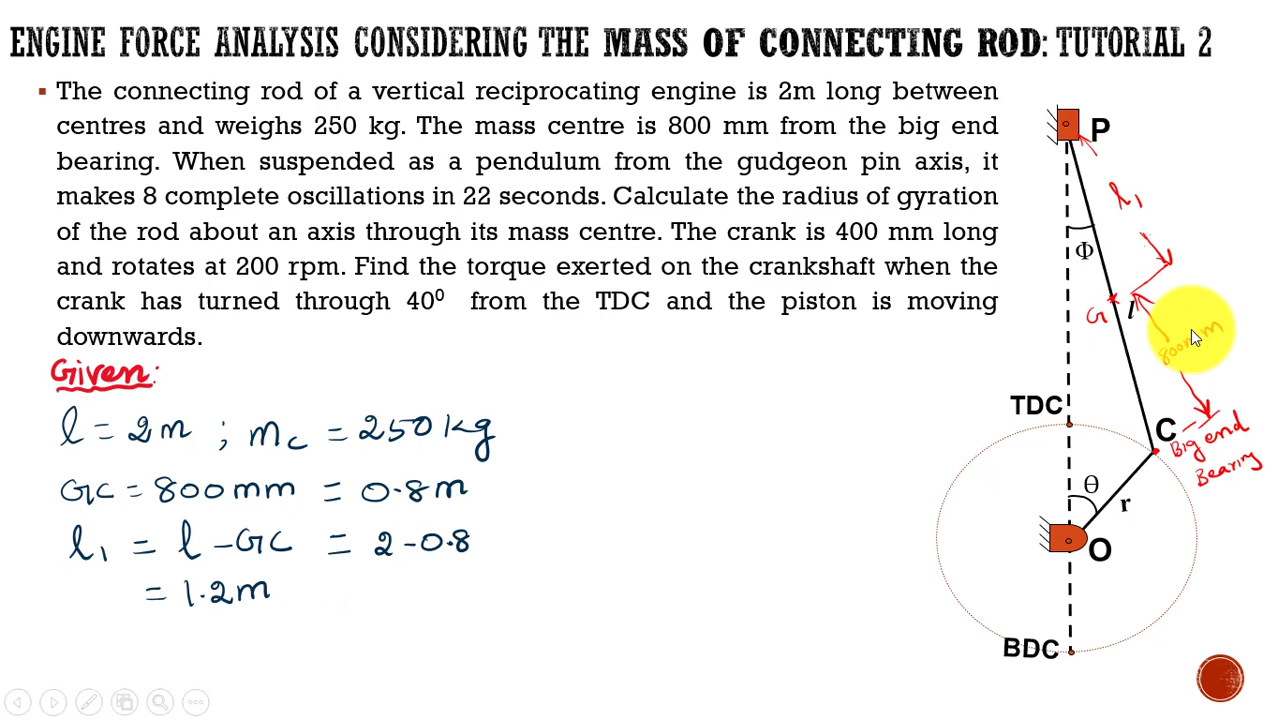 ENGINE FORCE ANALYSIS CONSIDERING THE MASS OF CONNECTING ROD: TUTORIAL 2
▪ The connecting rod of a vertical reciprocating engine is 2m long between
centres and weighs 250 kg. The mass centre is 800 mm from the big end
bearing. When suspended as a pendulum from the gudgeon pin axis, it
makes 8 complete oscillations in 22 seconds. Calculate the radius of gyration
of the rod about an axis through its mass centre. The crank is 400 mm long
and rotates at 200 rpm. Find the torque exerted on the crankshaft when the
crank has turned through 40⁰ from the TDC and the piston is moving
downwards.
Given:
l = 2m ; mc = 250 kg
GC = 800 mm = 0.8m
l₁ = l - GC = 2 - 0.8
= 1.2m
P
l₁
Φ
G
l
800mm
TDC
C
Big end
Bearing
θ
r
O
BDC